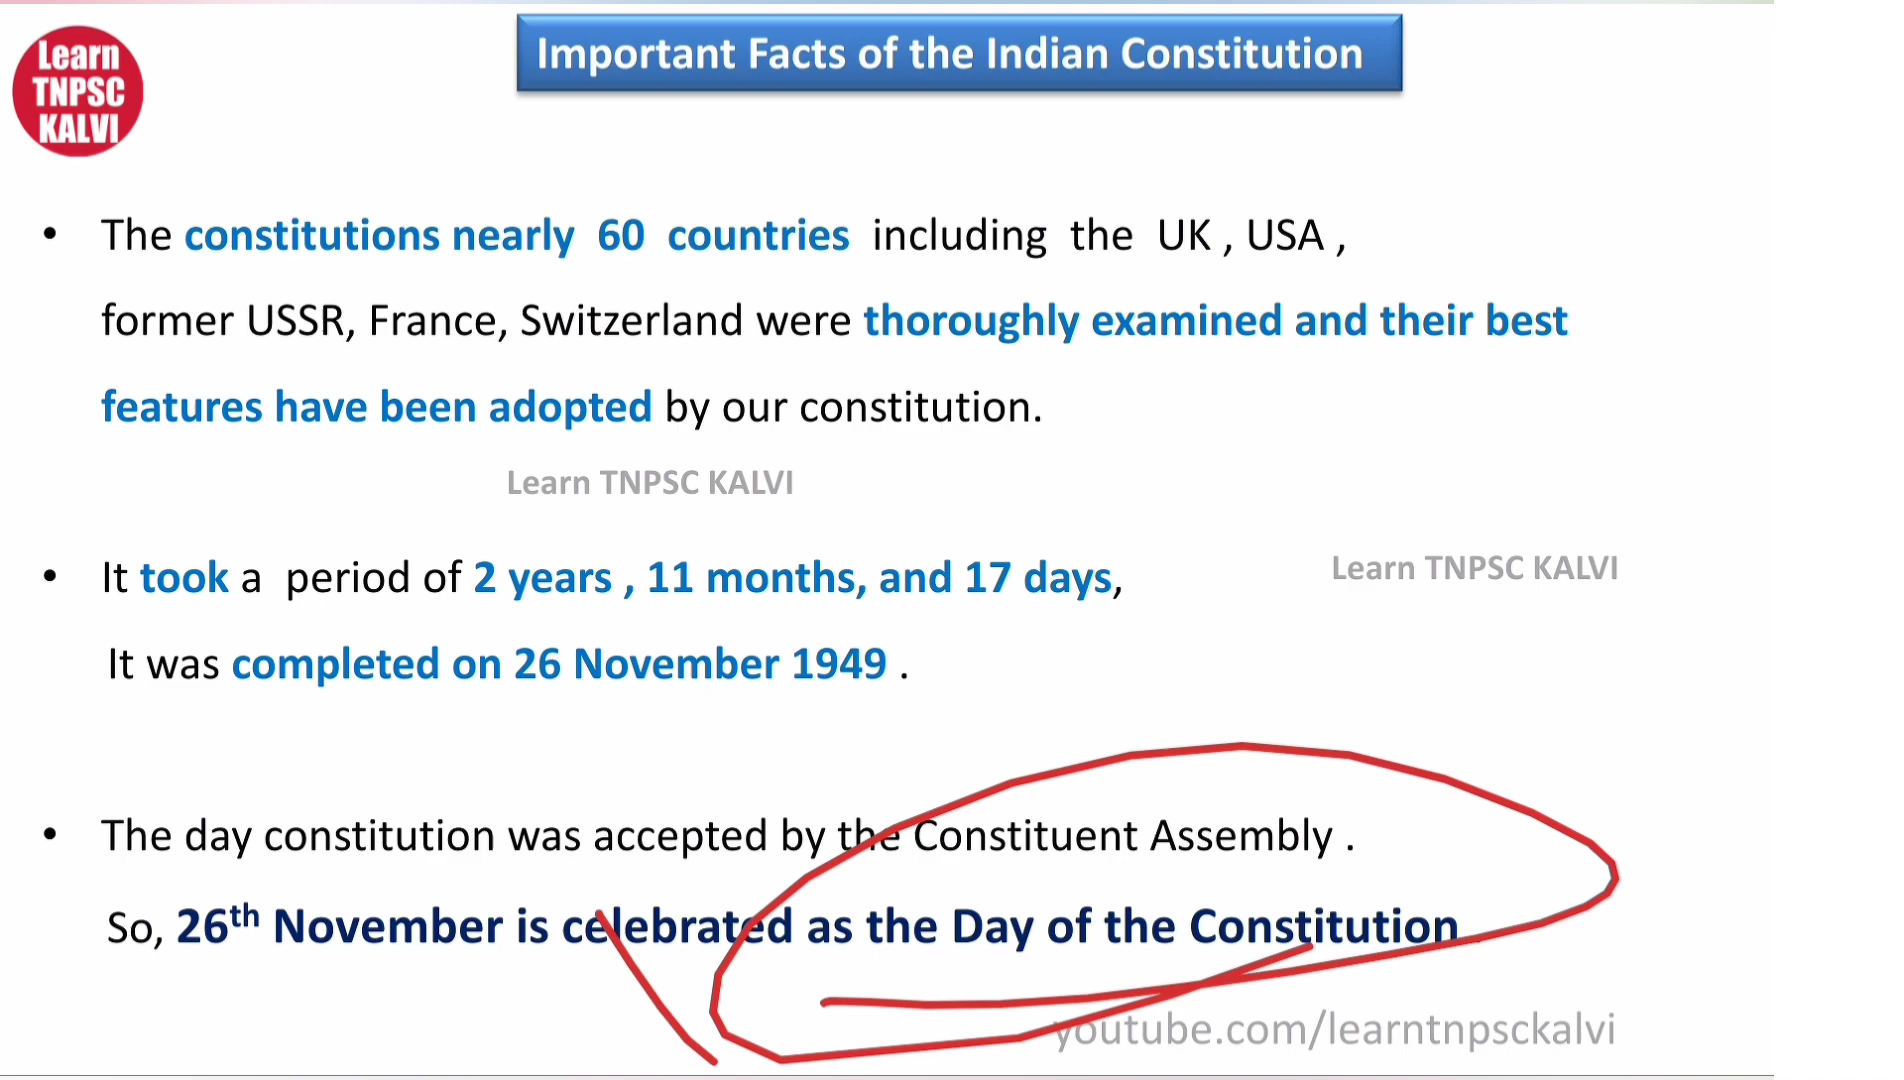 Learn
TNPSC
KALVI
Important Facts of the Indian Constitution
• The constitutions nearly 60 countries including the UK , USA ,
former USSR, France, Switzerland were thoroughly examined and their best
features have been adopted by our constitution.
Learn TNPSC KALVI
• It took a period of 2 years , 11 months, and 17 days,
Learn TNPSC KALVI
It was completed on 26 November 1949 .
• The day constitution was accepted by the Constituent Assembly .
So, 26th November is celebrated as the Day of the Constitution
youtube.com/learntnpsckalvi